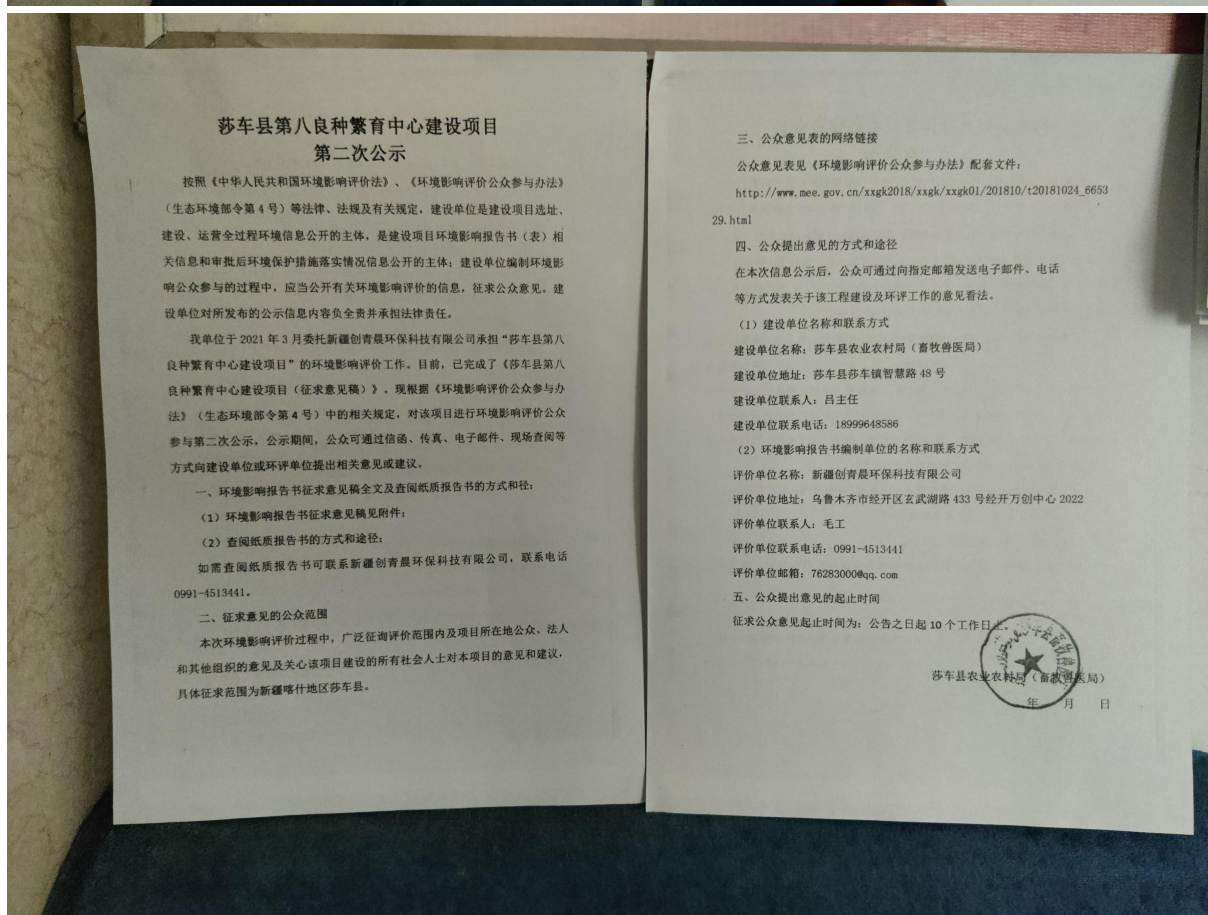 莎车县第八良种繁育中心建设项目
第二次公示
按照《中华人民共和国环境影响评价法》、《环境影响评价公众参与办法》
（生态环境部令第 4 号）等法律、法规及有关规定，建设单位是建设项目选址、
建设、运营全过程环境信息公开的主体，是建设项目环境影响报告书（表）相
关信息和审批后环境保护措施落实情况信息公开的主体；建设单位编制环境影
响公众参与的过程中，应当公开有关环境影响评价的信息，征求公众意见。建
设单位对所发布的公示信息内容负全责并承担法律责任。
我单位于 2021 年 3 月委托新疆创青晨环保科技有限公司承担“莎车县第八
良种繁育中心建设项目”的环境影响评价工作。目前，已完成了《莎车县第八
良种繁育中心建设项目（征求意见稿）》。现根据《环境影响评价公众参与办
法》（生态环境部令第 4 号）中的相关规定，对该项目进行环境影响评价公众
参与第二次公示，公示期间，公众可通过信函、传真、电子邮件、现场查阅等
方式向建设单位或环评单位提出相关意见或建议。
一、环境影响报告书征求意见稿全文及查阅纸质报告书的方式和径：
（1）环境影响报告书征求意见稿见附件；
（2）查阅纸质报告书的方式和途径：
如需查阅纸质报告书可联系新疆创青晨环保科技有限公司，联系电话
0991-4513441。
二、征求意见的公众范围
本次环境影响评价过程中，广泛征询评价范围内及项目所在地公众、法人
和其他组织的意见及关心该项目建设的所有社会人士对本项目的意见和建议，
具体征求范围为新疆喀什地区莎车县。
三、公众意见表的网络链接
公众意见表见《环境影响评价公众参与办法》配套文件：
http://www.mee.gov.cn/xxgk2018/xxgk/xxgk01/201810/t20181024_6653
29.html
四、公众提出意见的方式和途径
在本次信息公示后，公众可通过向指定邮箱发送电子邮件、电话
等方式发表关于该工程建设及环评工作的意见看法。
（1）建设单位名称和联系方式
建设单位名称：莎车县农业农村局（畜牧兽医局）
建设单位地址：莎车县莎车镇智慧路 48 号
建设单位联系人：吕主任
建设单位联系电话：18999648586
（2）环境影响报告书编制单位的名称和联系方式
评价单位名称：新疆创青晨环保科技有限公司
评价单位地址：乌鲁木齐市经开区玄武湖路 433 号经开万创中心 2022
评价单位联系人：毛工
评价单位联系电话：0991-4513441
评价单位邮箱：76283000@qq.com
五、公众提出意见的起止时间
征求公众意见起止时间为：公告之日起 10 个工作日止。
莎车县农业农村局（畜牧兽医局）
年 月 日